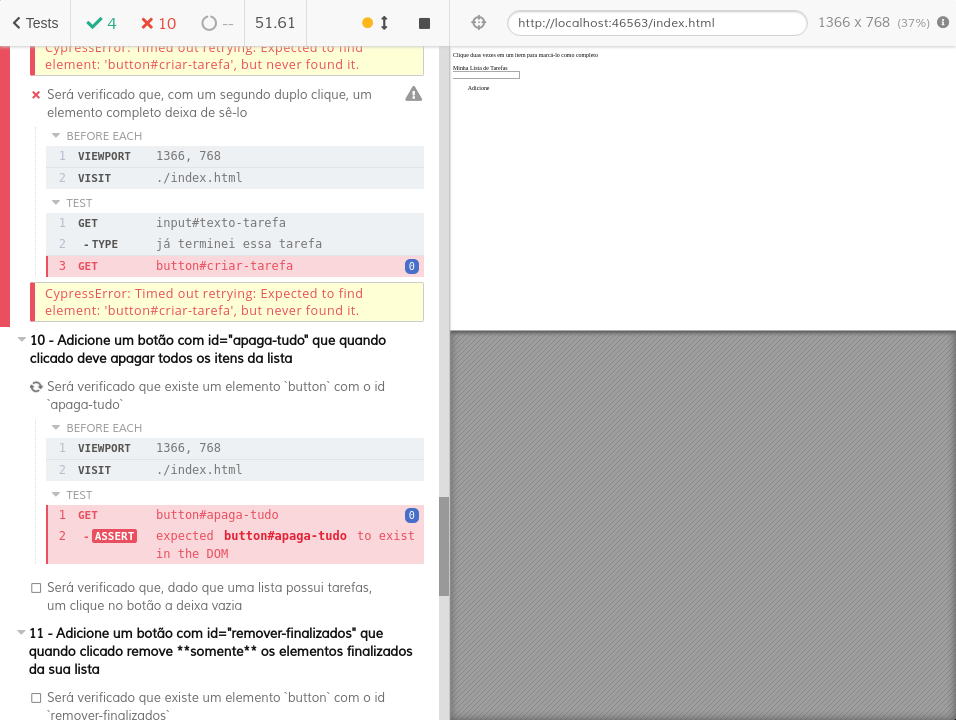 Tests 4 10 -- 51.61
http://localhost:46563/index.html 1366 x 768 (37%)
CypressError: Timed out retrying: Expected to find
element: 'button#criar-tarefa', but never found it.
Será verificado que, com um segundo duplo clique, um
elemento completo deixa de sê-lo
BEFORE EACH
1 VIEWPORT 1366, 768
2 VISIT ./index.html
TEST
1 GET input#texto-tarefa
2 -TYPE já terminei essa tarefa
3 GET button#criar-tarefa 0
CypressError: Timed out retrying: Expected to find
element: 'button#criar-tarefa', but never found it.
10 - Adicione um botão com id="apaga-tudo" que quando
clicado deve apagar todos os itens da lista
Será verificado que existe um elemento `button` com o id
`apaga-tudo`
BEFORE EACH
1 VIEWPORT 1366, 768
2 VISIT ./index.html
TEST
1 GET button#apaga-tudo 0
2 -ASSERT expected button#apaga-tudo to exist
in the DOM
Será verificado que, dado que uma lista possui tarefas,
um clique no botão a deixa vazia
11 - Adicione um botão com id="remover-finalizados" que
quando clicado remove **somente** os elementos finalizados
da sua lista
Será verificado que existe um elemento `button` com o id
`remover-finalizados`
Clique duas vezes em um item para marcá-lo como completo
Minha Lista de Tarefas
Adicione